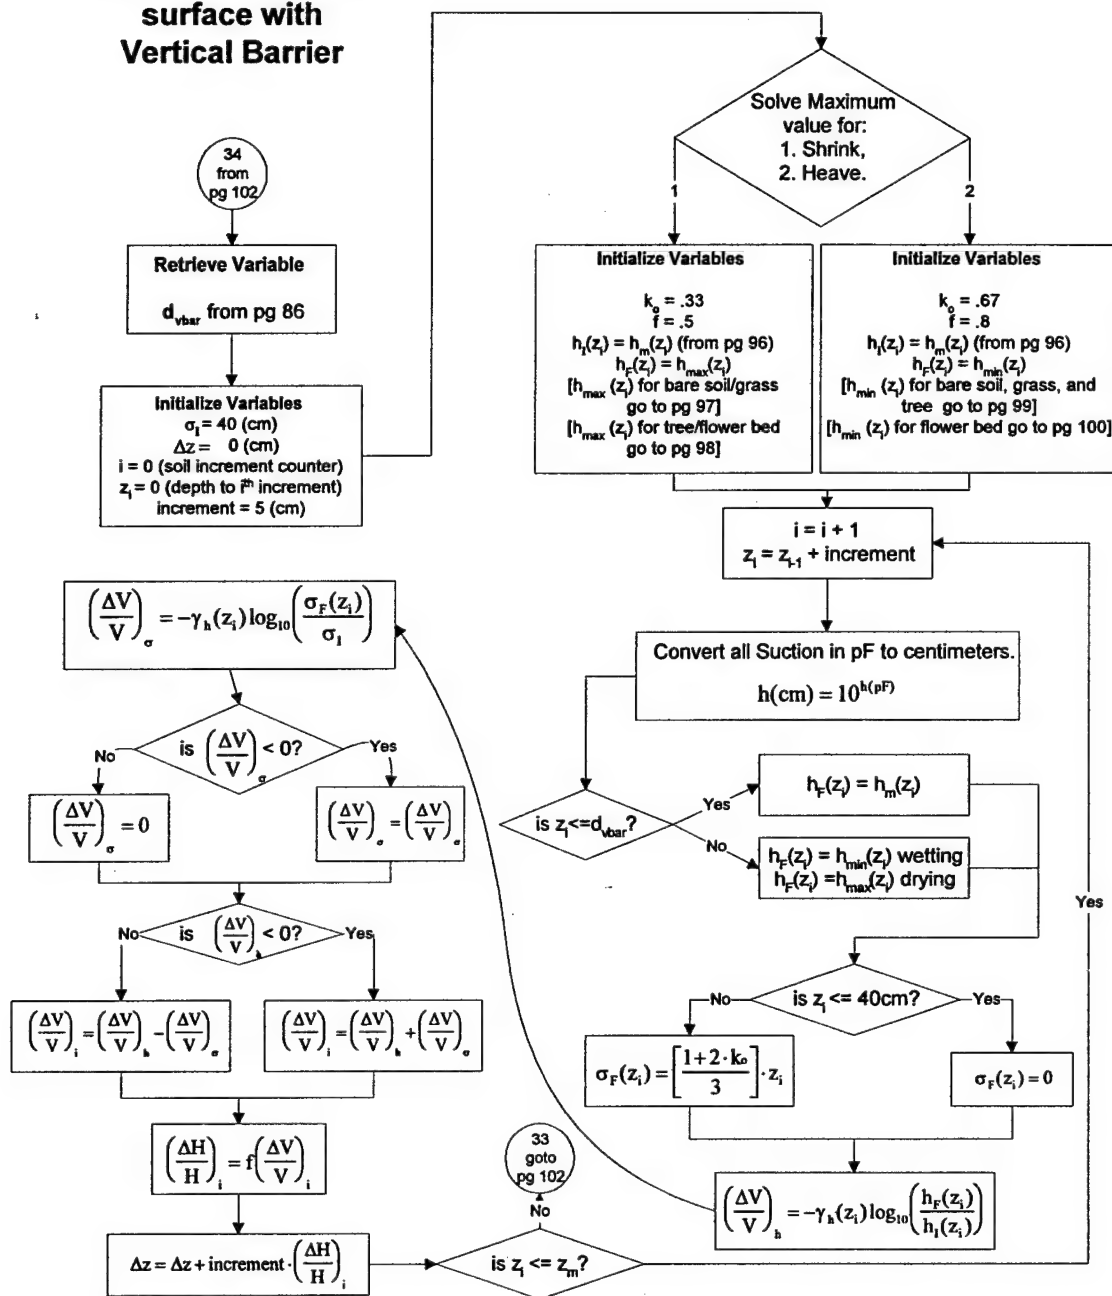 surface with
Vertical Barrier
34
from
pg 102
Retrieve Variable
d_vbar from pg 86
Initialize Variables
σ₁ = 40 (cm)
Δz = 0 (cm)
i = 0 (soil increment counter)
z_i = 0 (depth to i^th increment)
increment = 5 (cm)
Solve Maximum
value for:
1. Shrink,
2. Heave.
1
2
Initialize Variables
k_o = .33
f = .5
h_I(z_i) = h_m(z_i) (from pg 96)
h_F(z_i) = h_max(z_i)
[h_max (z_i) for bare soil/grass
go to pg 97]
[h_max (z_i) for tree/flower bed
go to pg 98]
Initialize Variables
k_o = .67
f = .8
h_I(z_i) = h_m(z_i) (from pg 96)
h_F(z_i) = h_min(z_i)
[h_min (z_i) for bare soil, grass, and
tree go to pg 99]
[h_min (z_i) for flower bed go to pg 100]
i = i + 1
z_i = z_i-1 + increment
Convert all Suction in pF to centimeters.
h(cm) = 10^h(pF)
is z_i<=d_vbar?
Yes
h_F(z_i) = h_m(z_i)
No
h_F(z_i) = h_min(z_i) wetting
h_F(z_i) =h_max(z_i) drying
is z_i <= 40cm?
No
Yes
σ_F(z_i) = [(1+2·k_o)/3]·z_i
σ_F(z_i) = 0
(ΔV/V)_h = -γ_h(z_i) log₁₀(h_F(z_i)/h_I(z_i))
(ΔV/V)_σ = -γ_h(z_i) log₁₀(σ_F(z_i)/σ₁)
is (ΔV/V)_σ < 0?
No
Yes
(ΔV/V)_σ = 0
(ΔV/V)_σ = (ΔV/V)_σ
is (ΔV/V)_h < 0?
No
Yes
(ΔV/V)_i = (ΔV/V)_h - (ΔV/V)_σ
(ΔV/V)_i = (ΔV/V)_h + (ΔV/V)_σ
(ΔH/H)_i = f(ΔV/V)_i
Δz = Δz + increment·(ΔH/H)_i
is z_i <= z_m?
No
33
goto
pg 102
Yes